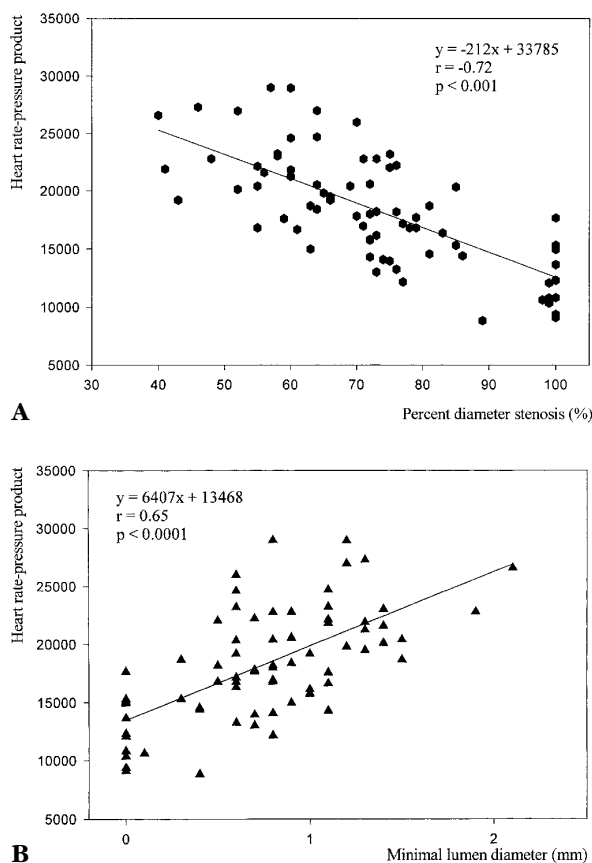 35000
30000
25000
20000
15000
10000
5000
Heart rate-pressure product
y = -212x + 33785
r = -0.72
p < 0.001
30 40 50 60 70 80 90 100
A
Percent diameter stenosis (%)
35000
30000
25000
20000
15000
10000
5000
Heart rate-pressure product
y = 6407x + 13468
r = 0.65
p < 0.0001
0 1 2
B
Minimal lumen diameter (mm)